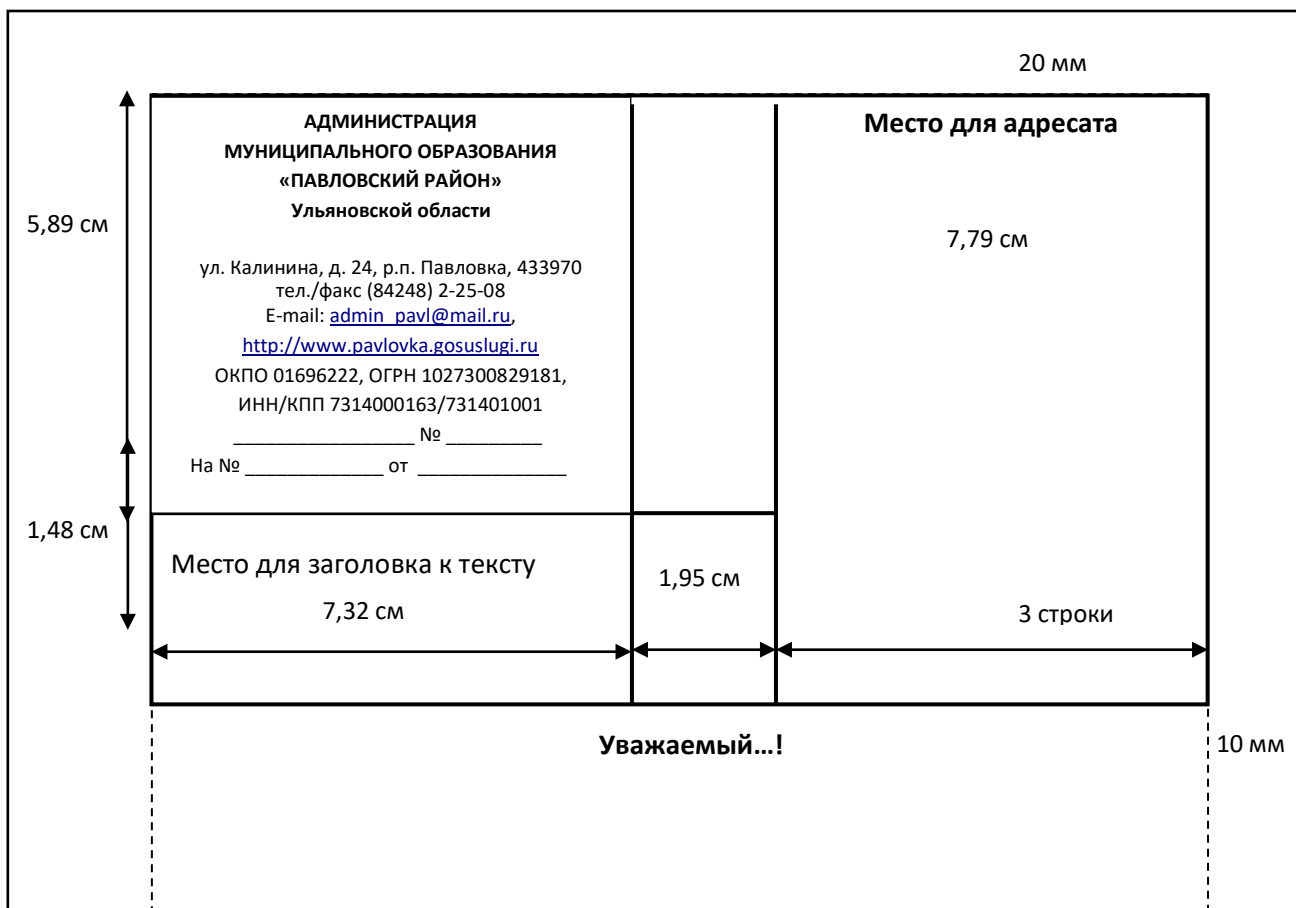 20 мм
АДМИНИСТРАЦИЯ
МУНИЦИПАЛЬНОГО ОБРАЗОВАНИЯ
«ПАВЛОВСКИЙ РАЙОН»
Ульяновской области
ул. Калинина, д. 24, р.п. Павловка, 433970
тел./факс (84248) 2-25-08
E-mail: admin_pavl@mail.ru,
http://www.pavlovka.gosuslugi.ru
ОКПО 01696222, ОГРН 1027300829181,
ИНН/КПП 7314000163/731401001
_________________ № _________
На № _____________ от ______________
Место для адресата
7,79 см
5,89 см
1,48 см
Место для заголовка к тексту
7,32 см
1,95 см
3 строки
Уважаемый...!
10 мм